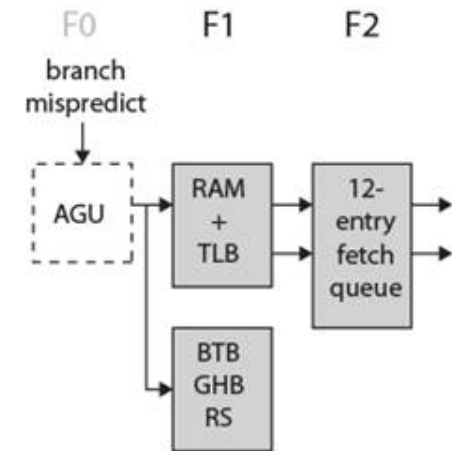 F0
F1
F2
branch
mispredict
AGU
RAM
+
TLB
12-
entry
fetch
queue
BTB
GHB
RS